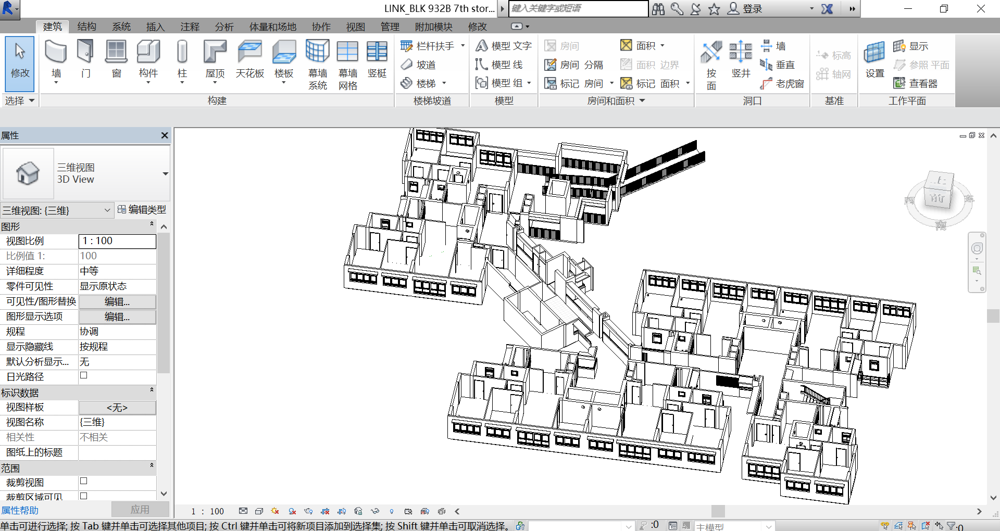 LINK_BLK 932B 7th stor...
键入关键字或短语
登录
建筑 结构 系统 插入 注释 分析 体量和场地 协作 视图 管理 附加模块 修改
修改
墙 门 窗 构件 柱 屋顶 天花板 楼板 幕墙系统 幕墙网格 竖梃
栏杆扶手
坡道
楼梯
模型 文字
模型 线
模型 组
房间
房间 分隔
标记 房间
面积
面积 边界
标记 面积
按面
竖井
墙
垂直
老虎窗
标高
轴网
设置
显示
参照 平面
查看器
选择 构建 楼梯坡道 模型 房间和面积 洞口 基准 工作平面
属性
三维视图
3D View
三维视图: {三维} 编辑类型
图形
视图比例 1 : 100
比例值 1: 100
详细程度 中等
零件可见性 显示原状态
可见性/图形替换 编辑...
图形显示选项 编辑...
规程 协调
显示隐藏线 按规程
默认分析显示... 无
日光路径
标识数据
视图样板 <无>
视图名称 {三维}
相关性 不相关
图纸上的标题
范围
裁剪视图
裁剪区域可见
属性帮助 应用
上
前
南
东
西
1 : 100
单击可进行选择; 按 Tab 键并单击可选择其他项目; 按 Ctrl 键并单击可将新项目添加到选择集; 按 Shift 键并单击可取消选择。
:0
主模型
:0